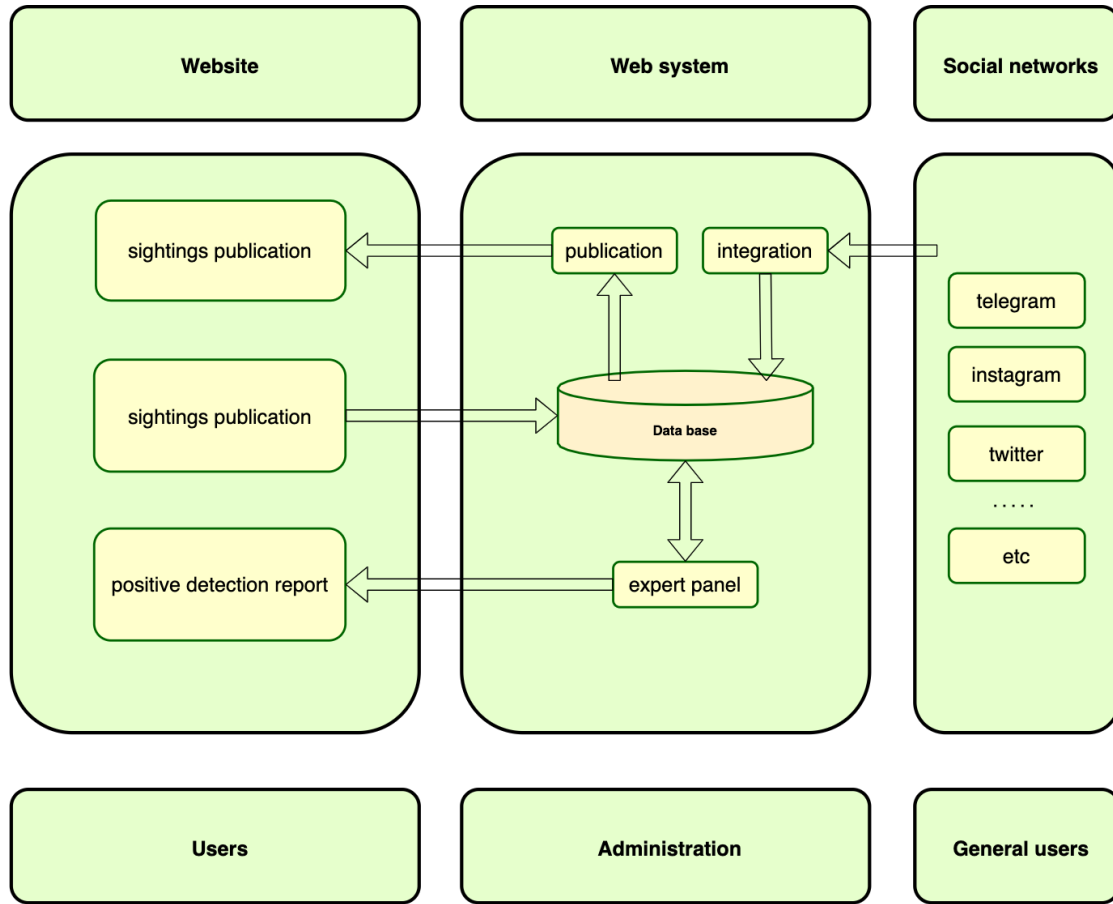 Website
Web system
Social networks
sightings publication
publication
integration
telegram
instagram
sightings publication
Data base
twitter
.....
etc
positive detection report
expert panel
Users
Administration
General users